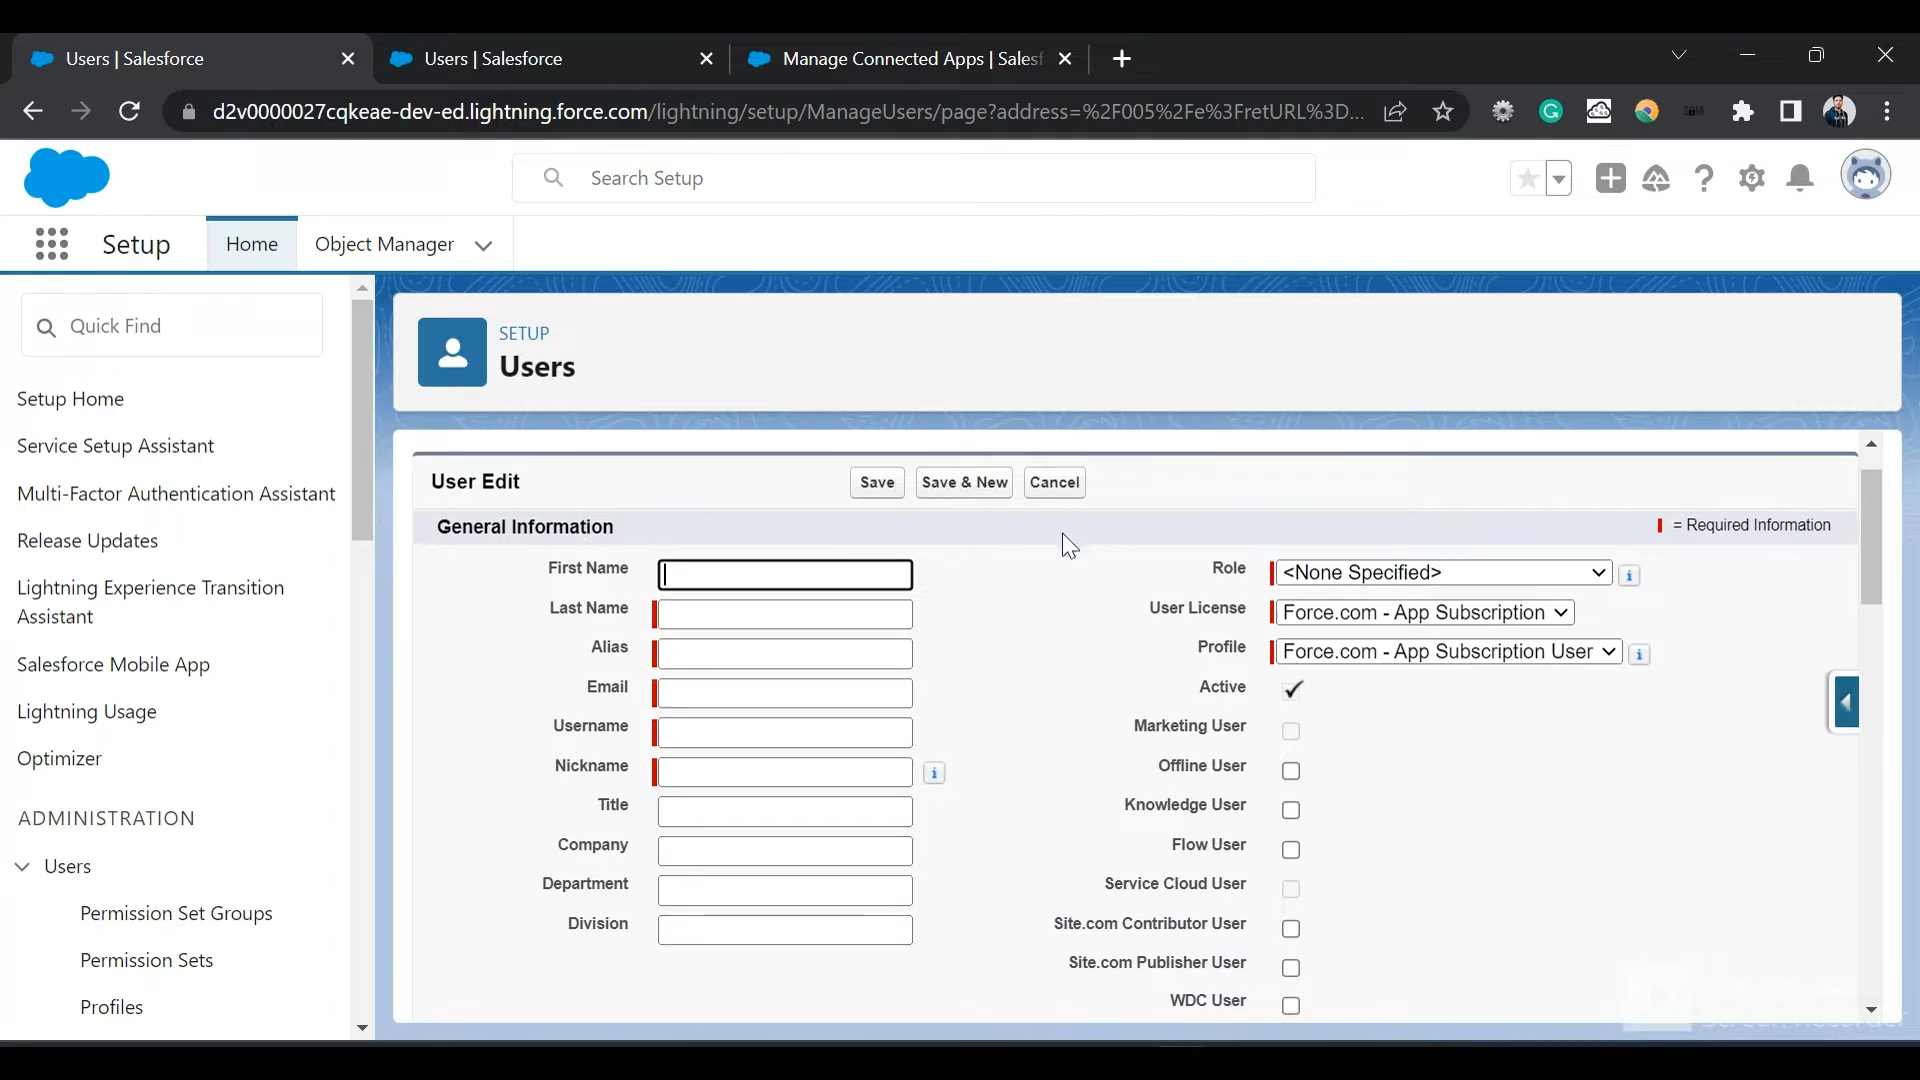 Users | Salesforce
Users | Salesforce
Manage Connected Apps | Salesf
d2v0000027cqkeae-dev-ed.lightning.force.com/lightning/setup/ManageUsers/page?address=%2F005%2Fe%3FretURL%3D...
Search Setup
Setup
Home
Object Manager
Quick Find
SETUP
Users
Setup Home
Service Setup Assistant
Multi-Factor Authentication Assistant
Release Updates
Lightning Experience Transition
Assistant
Salesforce Mobile App
Lightning Usage
Optimizer
ADMINISTRATION
Users
Permission Set Groups
Permission Sets
Profiles
User Edit
Save
Save & New
Cancel
General Information
= Required Information
First Name
Last Name
Alias
Email
Username
Nickname
Title
Company
Department
Division
Role
<None Specified>
User License
Force.com - App Subscription
Profile
Force.com - App Subscription User
Active
Marketing User
Offline User
Knowledge User
Flow User
Service Cloud User
Site.com Contributor User
Site.com Publisher User
WDC User